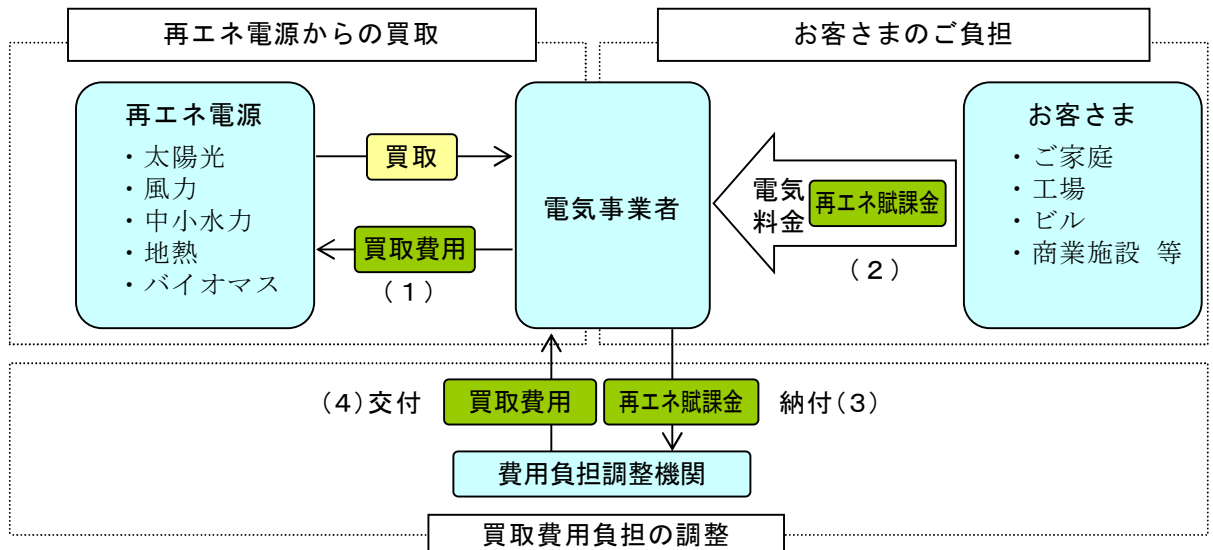 再エネ電源からの買取
お客さまのご負担
再エネ電源
・太陽光
・風力
・中小水力
・地熱
・バイオマス
買取
買取費用
（１）
電気事業者
電気
料金
再エネ賦課金
（２）
お客さま
・ご家庭
・工場
・ビル
・商業施設 等
（４）交付
買取費用
再エネ賦課金
納付（３）
費用負担調整機関
買取費用負担の調整